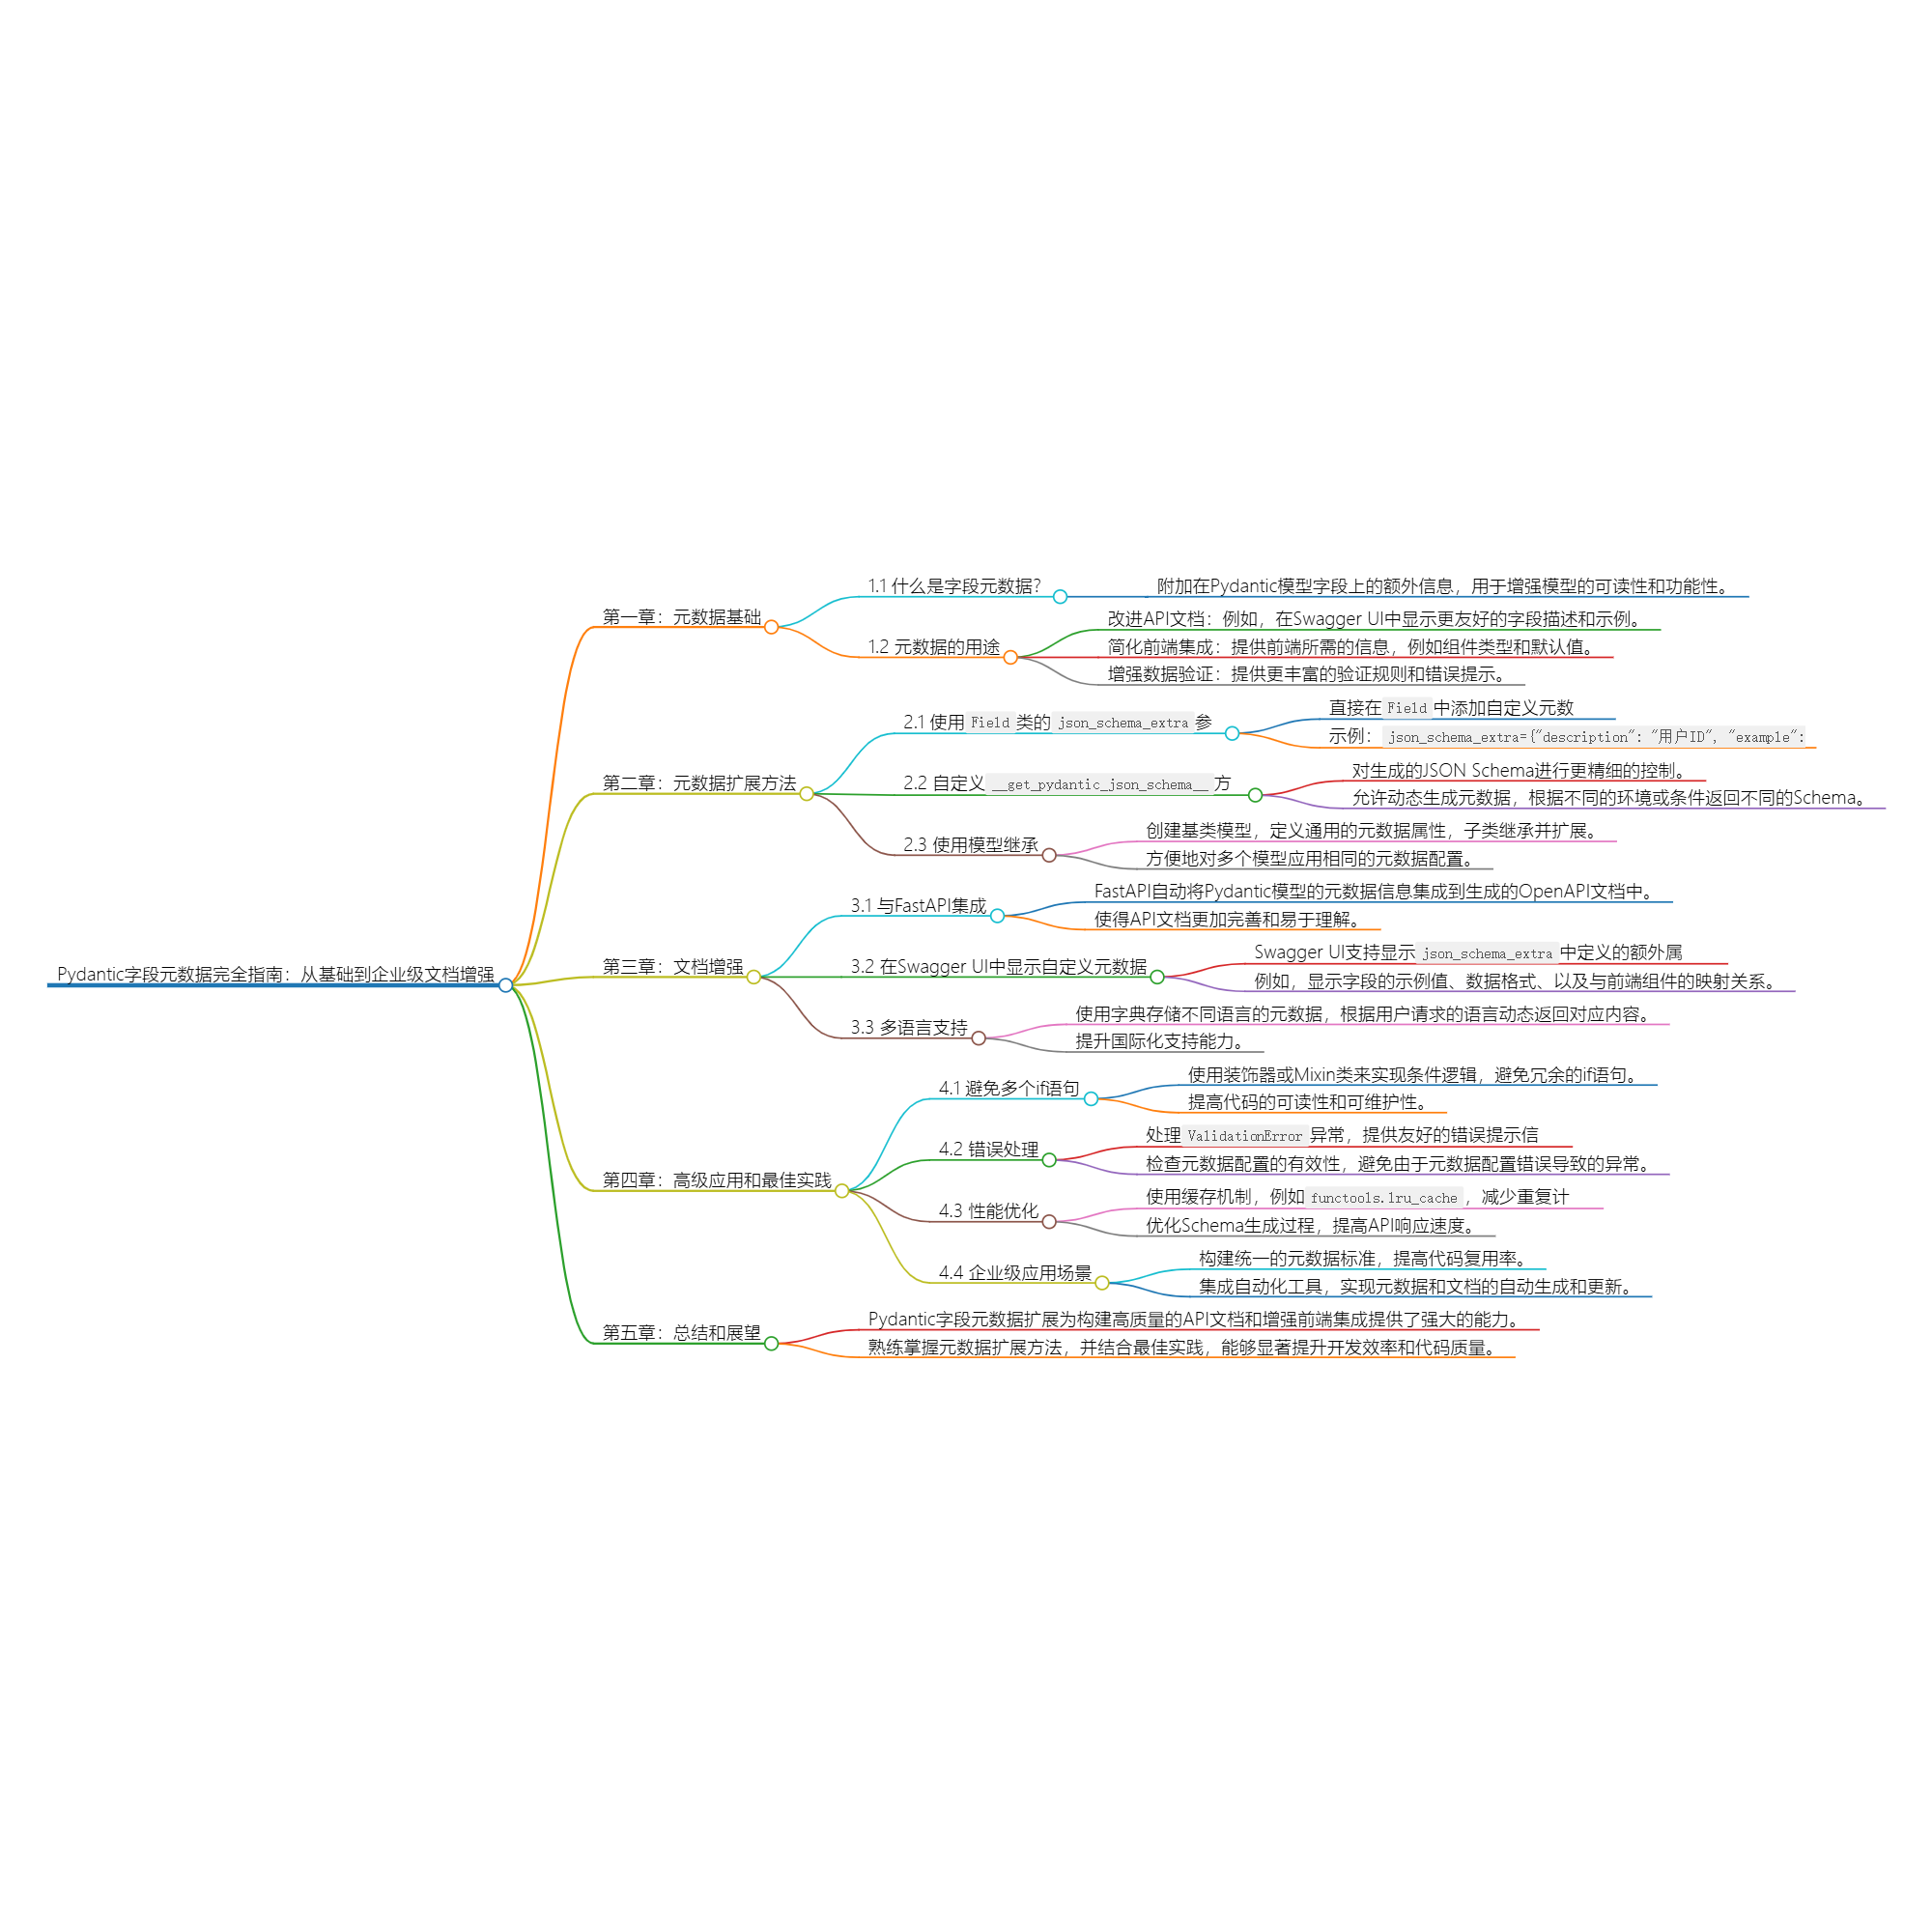 Pydantic字段元数据完全指南：从基础到企业级文档增强
第一章：元数据基础
1.1 什么是字段元数据？
附加在Pydantic模型字段上的额外信息，用于增强模型的可读性和功能性。
1.2 元数据的用途
改进API文档：例如，在Swagger UI中显示更友好的字段描述和示例。
简化前端集成：提供前端所需的信息，例如组件类型和默认值。
增强数据验证：提供更丰富的验证规则和错误提示。
第二章：元数据扩展方法
2.1 使用 Field 类的 json_schema_extra 参
直接在 Field 中添加自定义元数
示例： json_schema_extra={"description": "用户ID", "example":
2.2 自定义 __get_pydantic_json_schema__ 方
对生成的JSON Schema进行更精细的控制。
允许动态生成元数据，根据不同的环境或条件返回不同的Schema。
2.3 使用模型继承
创建基类模型，定义通用的元数据属性，子类继承并扩展。
方便地对多个模型应用相同的元数据配置。
第三章：文档增强
3.1 与FastAPI集成
FastAPI自动将Pydantic模型的元数据信息集成到生成的OpenAPI文档中。
使得API文档更加完善和易于理解。
3.2 在Swagger UI中显示自定义元数据
Swagger UI支持显示 json_schema_extra 中定义的额外属
例如，显示字段的示例值、数据格式、以及与前端组件的映射关系。
3.3 多语言支持
使用字典存储不同语言的元数据，根据用户请求的语言动态返回对应内容。
提升国际化支持能力。
第四章：高级应用和最佳实践
4.1 避免多个if语句
使用装饰器或Mixin类来实现条件逻辑，避免冗余的if语句。
提高代码的可读性和可维护性。
4.2 错误处理
处理 ValidationError 异常，提供友好的错误提示信
检查元数据配置的有效性，避免由于元数据配置错误导致的异常。
4.3 性能优化
使用缓存机制，例如 functools.lru_cache ，减少重复计
优化Schema生成过程，提高API响应速度。
4.4 企业级应用场景
构建统一的元数据标准，提高代码复用率。
集成自动化工具，实现元数据和文档的自动生成和更新。
第五章：总结和展望
Pydantic字段元数据扩展为构建高质量的API文档和增强前端集成提供了强大的能力。
熟练掌握元数据扩展方法，并结合最佳实践，能够显著提升开发效率和代码质量。